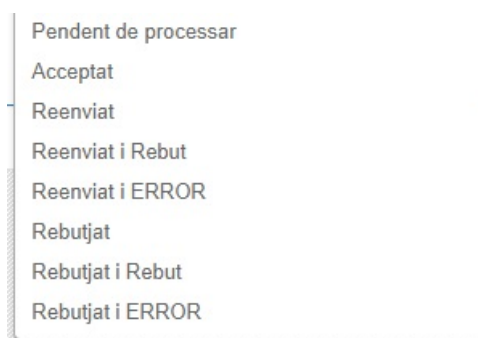 Pendent de processar
Acceptat
Reenviat
Reenviat i Rebut
Reenviat i ERROR
Rebutjat
Rebutjat i Rebut
Rebutjat i ERROR